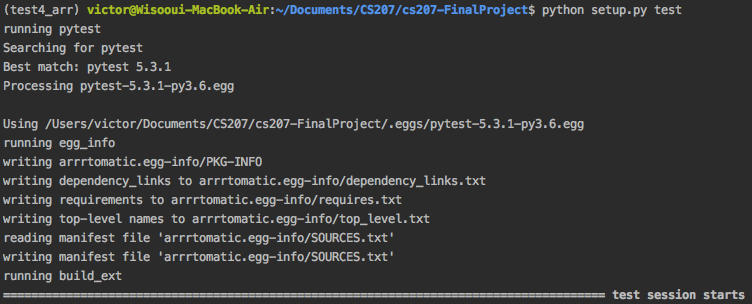 (test4_arr) victor@Wisooui-MacBook-Air:~/Documents/CS207/cs207-FinalProject$ python setup.py test
running pytest
Searching for pytest
Best match: pytest 5.3.1
Processing pytest-5.3.1-py3.6.egg
Using /Users/victor/Documents/CS207/cs207-FinalProject/.eggs/pytest-5.3.1-py3.6.egg
running egg_info
writing arrrtomatic.egg-info/PKG-INFO
writing dependency_links to arrrtomatic.egg-info/dependency_links.txt
writing requirements to arrrtomatic.egg-info/requires.txt
writing top-level names to arrrtomatic.egg-info/top_level.txt
reading manifest file 'arrrtomatic.egg-info/SOURCES.txt'
writing manifest file 'arrrtomatic.egg-info/SOURCES.txt'
running build_ext
====================================================================================== test session starts